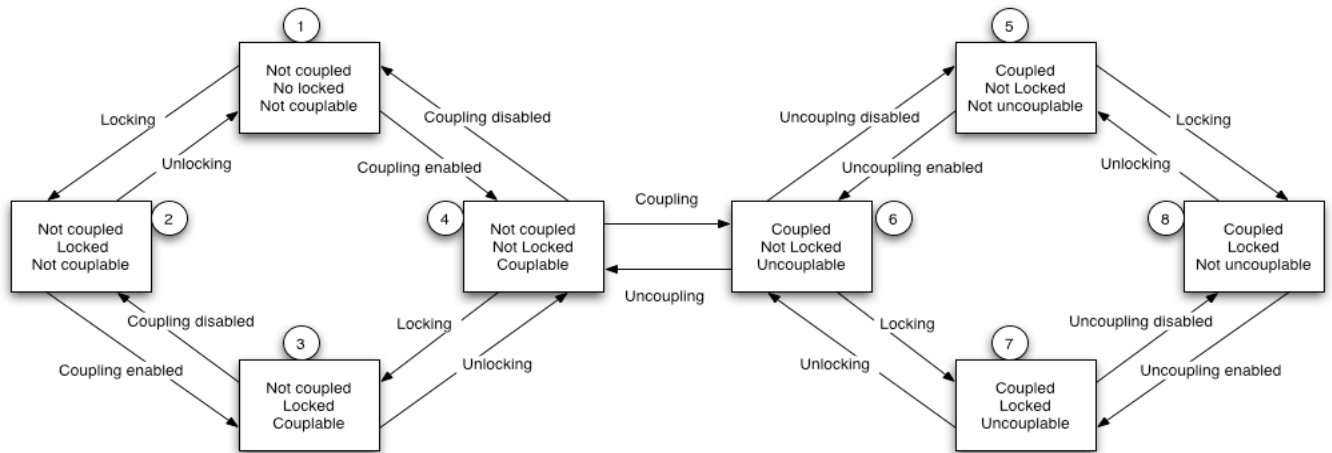 1
Not coupled
No locked
Not couplable
5
Coupled
Not Locked
Not uncouplable
Locking
Unlocking
Coupling disabled
Coupling enabled
Uncouplng disabled
Uncoupling enabled
Locking
Unlocking
2
Not coupled
Locked
Not couplable
4
Not coupled
Not Locked
Couplable
Coupling
Uncoupling
6
Coupled
Not Locked
Uncouplable
8
Coupled
Locked
Not uncouplable
Coupling disabled
Coupling enabled
Locking
Unlocking
Locking
Unlocking
Uncoupling disabled
Uncoupling enabled
3
Not coupled
Locked
Couplable
7
Coupled
Locked
Uncouplable